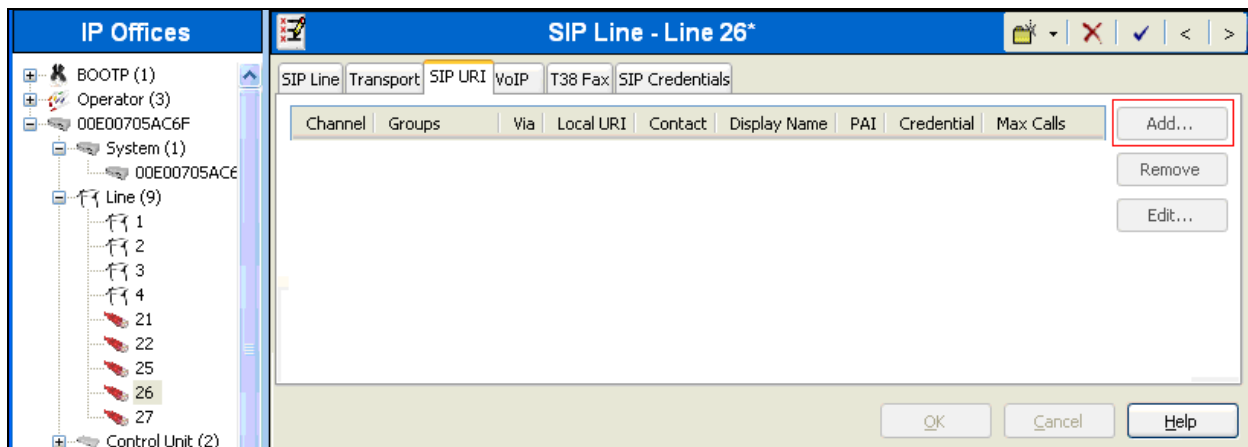 IP Offices
BOOTP (1)
Operator (3)
00E00705AC6F
System (1)
00E00705AC6
Line (9)
1
2
3
4
21
22
25
26
27
Control Unit (2)
SIP Line - Line 26*
SIP Line Transport SIP URI VoIP T38 Fax SIP Credentials
Channel Groups Via Local URI Contact Display Name PAI Credential Max Calls
Add...
Remove
Edit...
OK Cancel Help